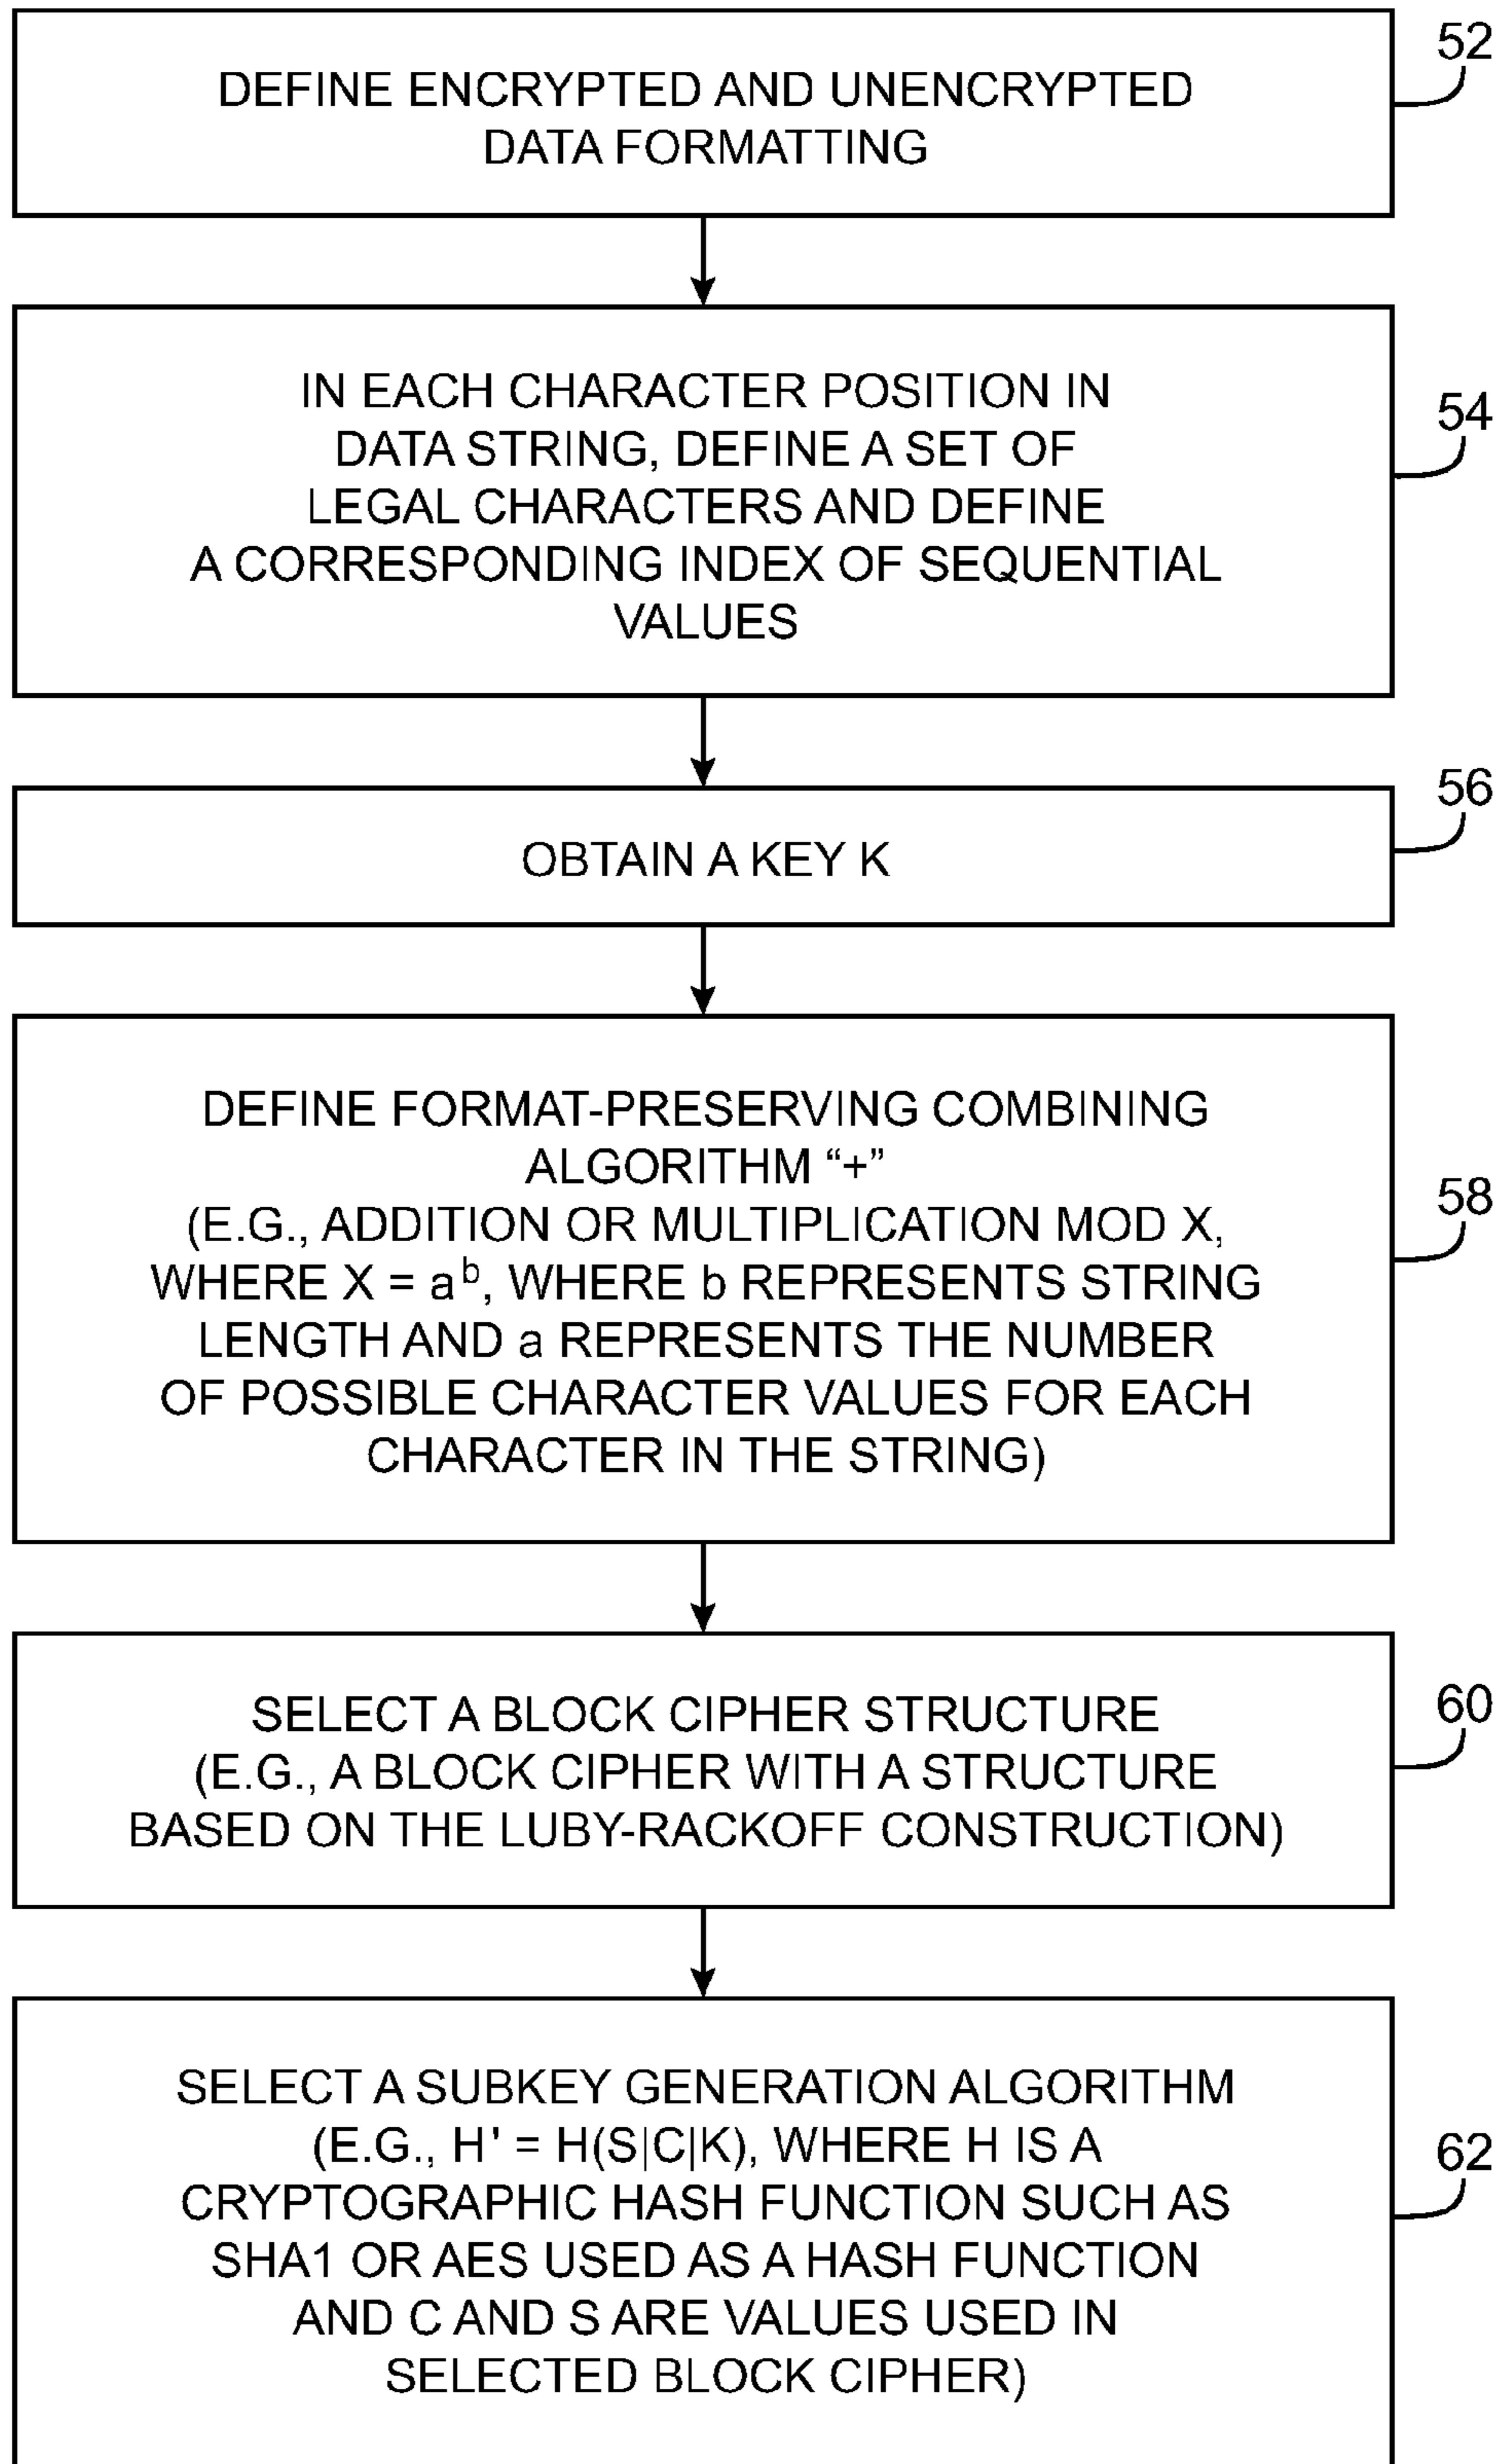 52
DEFINE ENCRYPTED AND UNENCRYPTED
DATA FORMATTING
54
IN EACH CHARACTER POSITION IN
DATA STRING, DEFINE A SET OF
LEGAL CHARACTERS AND DEFINE
A CORRESPONDING INDEX OF SEQUENTIAL
VALUES
56
OBTAIN A KEY K
58
DEFINE FORMAT-PRESERVING COMBINING
ALGORITHM “+”
(E.G., ADDITION OR MULTIPLICATION MOD X,
WHERE X = a^b, WHERE b REPRESENTS STRING
LENGTH AND a REPRESENTS THE NUMBER
OF POSSIBLE CHARACTER VALUES FOR EACH
CHARACTER IN THE STRING)
60
SELECT A BLOCK CIPHER STRUCTURE
(E.G., A BLOCK CIPHER WITH A STRUCTURE
BASED ON THE LUBY-RACKOFF CONSTRUCTION)
62
SELECT A SUBKEY GENERATION ALGORITHM
(E.G., H' = H(S|C|K), WHERE H IS A
CRYPTOGRAPHIC HASH FUNCTION SUCH AS
SHA1 OR AES USED AS A HASH FUNCTION
AND C AND S ARE VALUES USED IN
SELECTED BLOCK CIPHER)